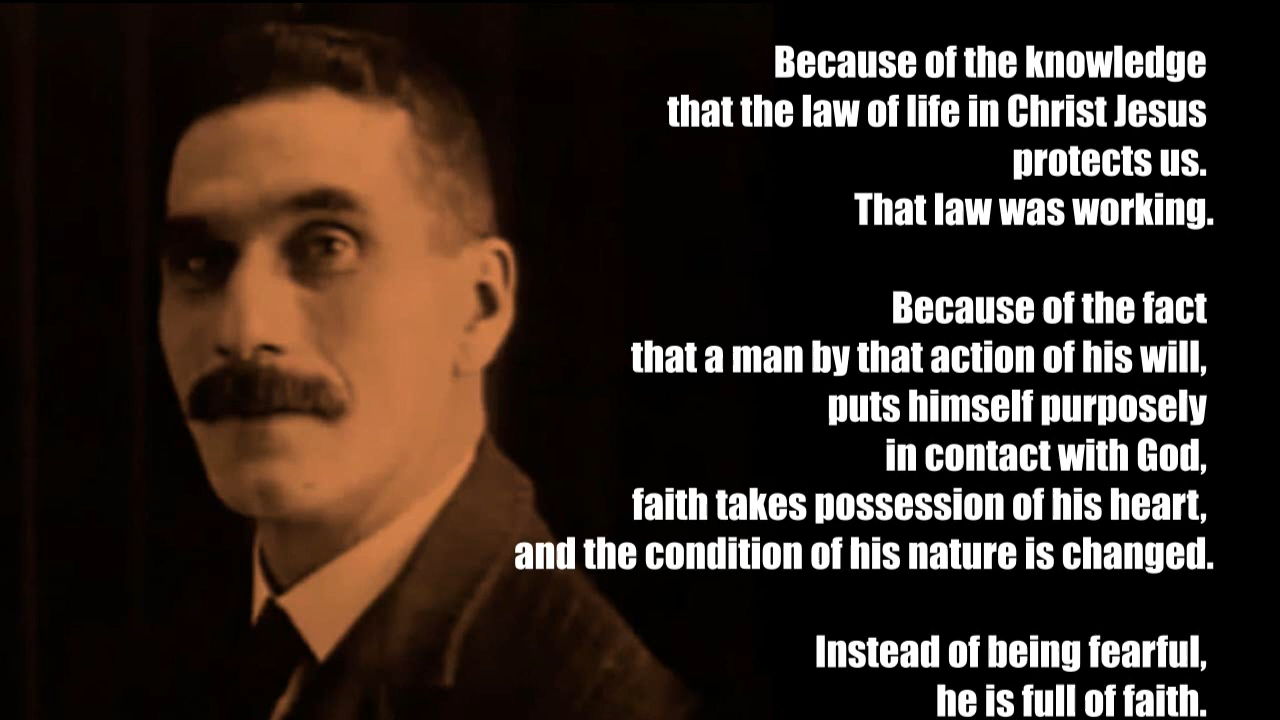 Because of the knowledge
that the law of life in Christ Jesus
protects us.
That law was working.
Because of the fact
that a man by that action of his will,
puts himself purposely
in contact with God,
faith takes possession of his heart,
and the condition of his nature is changed.
Instead of being fearful,
he is full of faith.